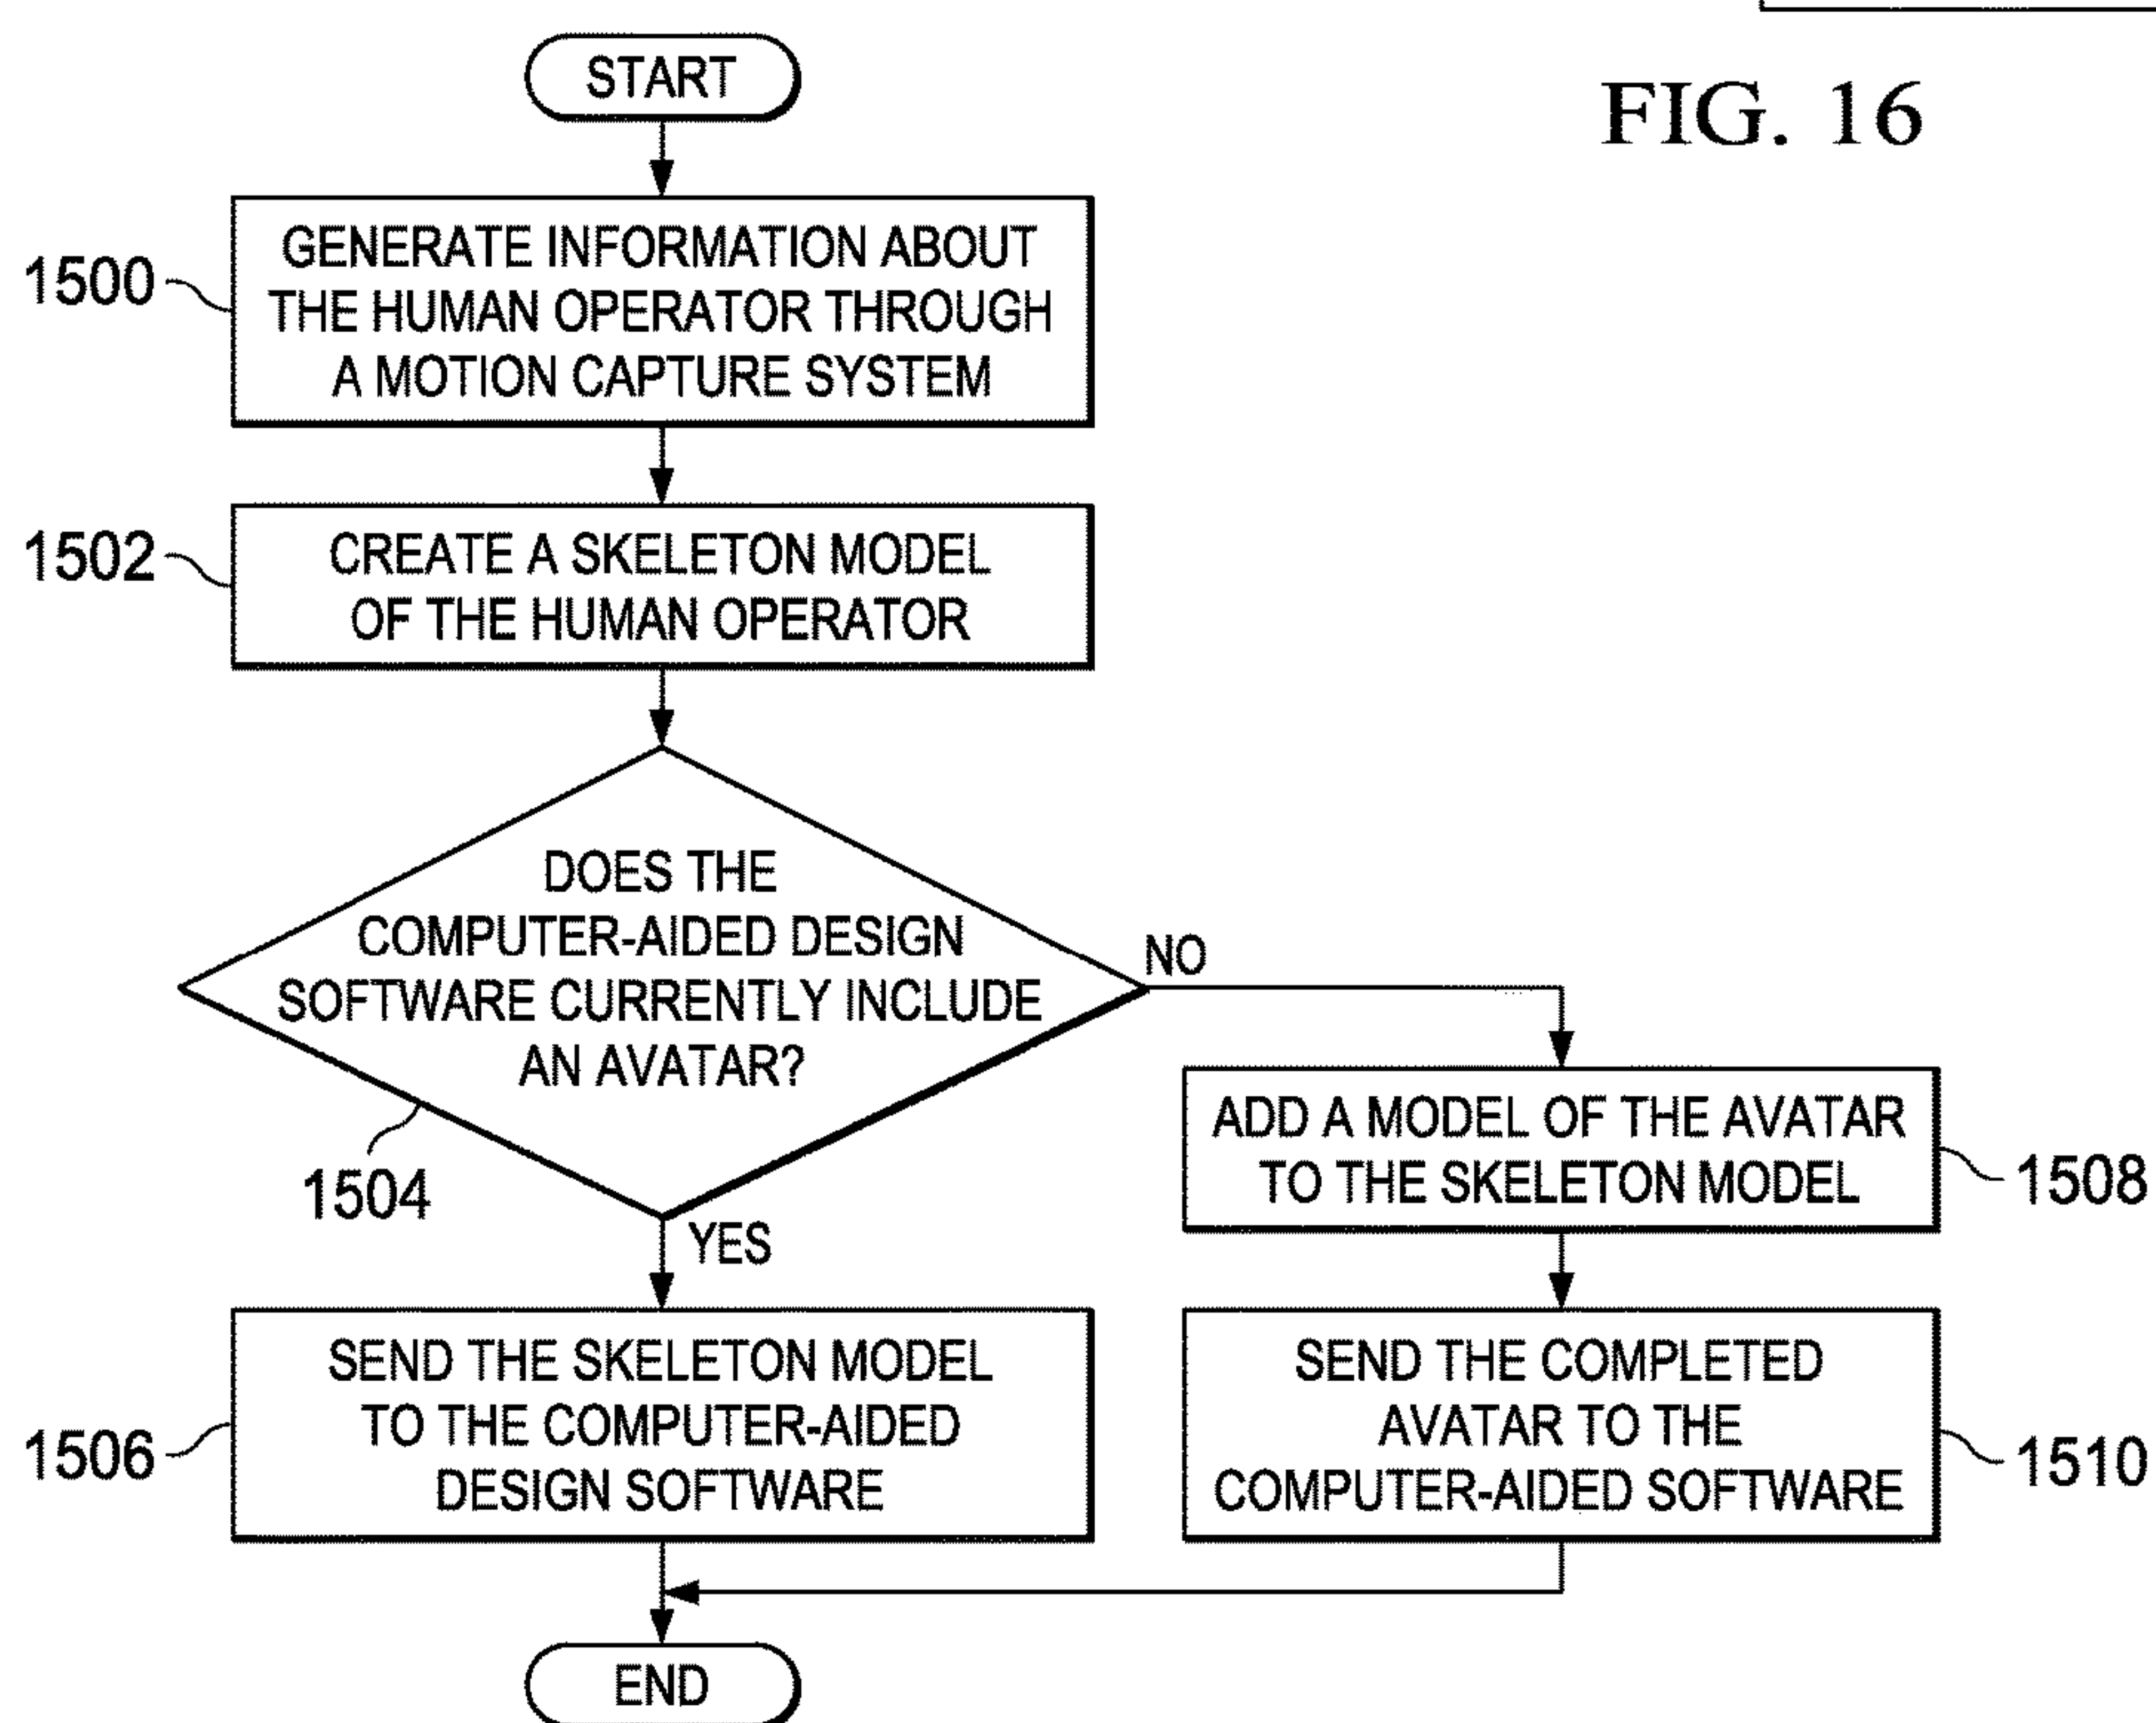 START
FIG. 16
GENERATE INFORMATION ABOUT
THE HUMAN OPERATOR THROUGH
A MOTION CAPTURE SYSTEM
1500
CREATE A SKELETON MODEL
OF THE HUMAN OPERATOR
1502
DOES THE
COMPUTER-AIDED DESIGN
SOFTWARE CURRENTLY INCLUDE
AN AVATAR?
1504
NO
YES
ADD A MODEL OF THE AVATAR
TO THE SKELETON MODEL
1508
SEND THE SKELETON MODEL
TO THE COMPUTER-AIDED
DESIGN SOFTWARE
1506
SEND THE COMPLETED
AVATAR TO THE
COMPUTER-AIDED SOFTWARE
1510
END